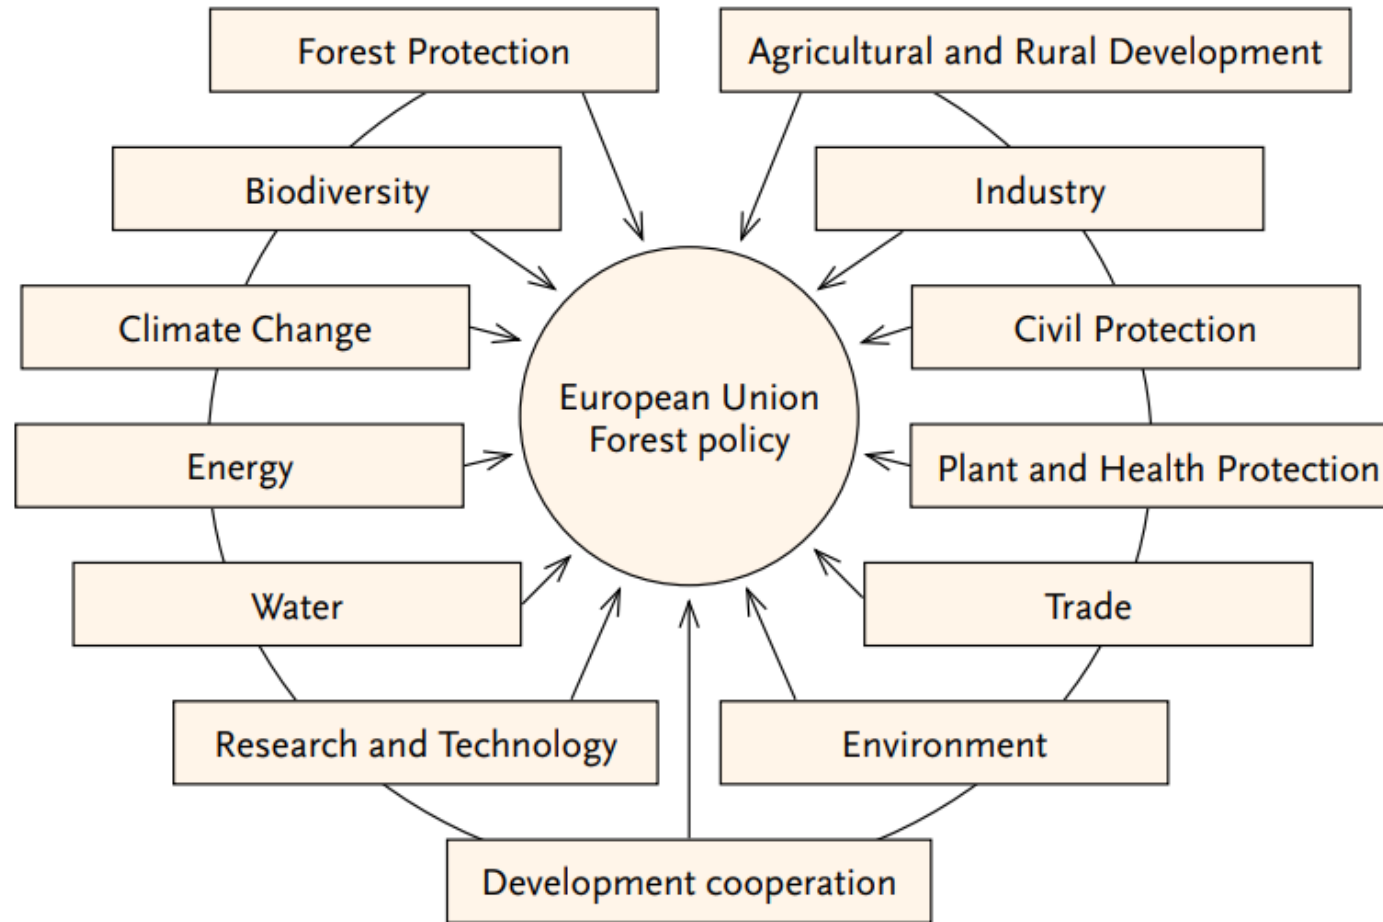 Forest Protection
Agricultural and Rural Development
Biodiversity
Industry
Climate Change
Civil Protection
European Union
Forest policy
Energy
Plant and Health Protection
Water
Trade
Research and Technology
Environment
Development cooperation